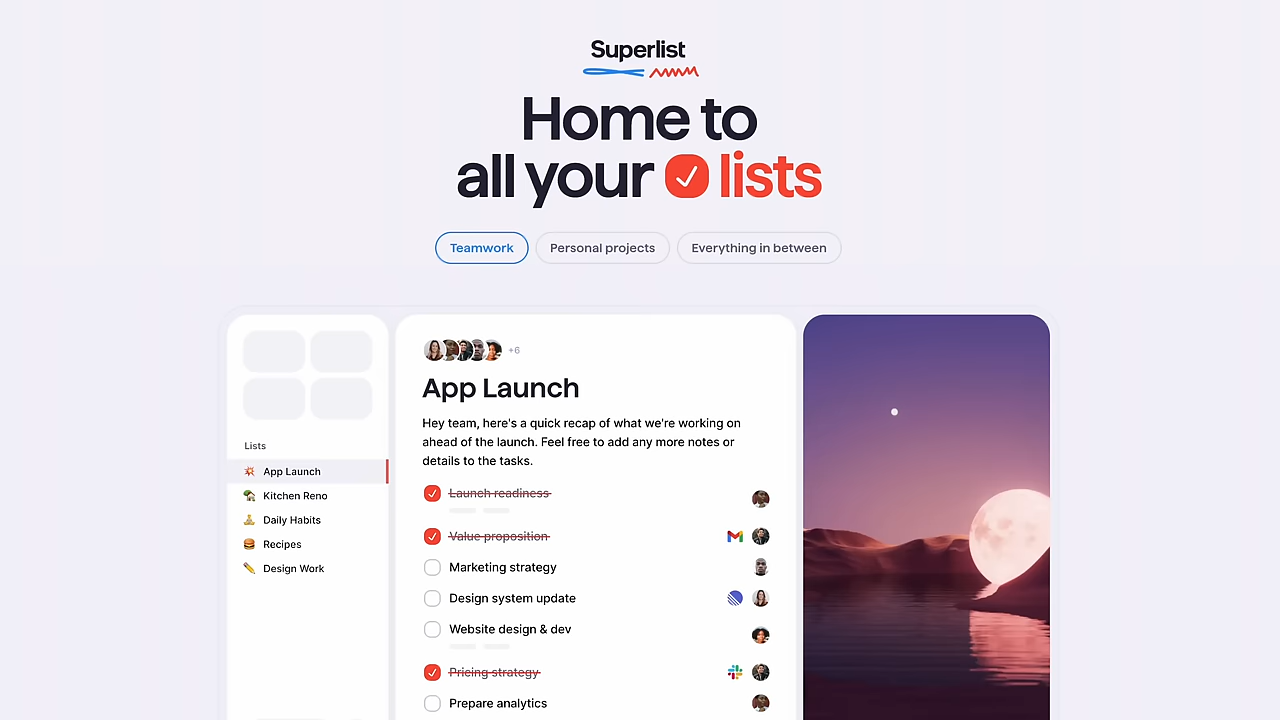 Superlist
Home to
all your lists
Teamwork
Personal projects
Everything in between
Lists
App Launch
Kitchen Reno
Daily Habits
Recipes
Design Work
+6
App Launch
Hey team, here's a quick recap of what we're working on
ahead of the launch. Feel free to add any more notes or
details to the tasks.
Launch readiness
Value proposition
Marketing strategy
Design system update
Website design & dev
Pricing strategy
Prepare analytics